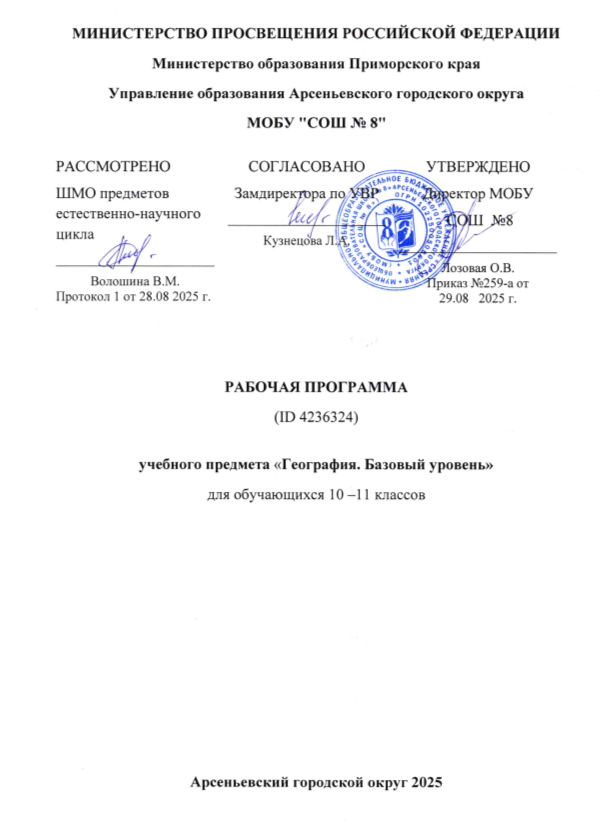 МИНИСТЕРСТВО ПРОСВЕЩЕНИЯ РОССИЙСКОЙ ФЕДЕРАЦИИ
Министерство образования Приморского края
Управление образования Арсеньевского городского округа
МОБУ "СОШ № 8"
РАССМОТРЕНО
ШМО предметов
естественно-научного
цикла
Волошина В.М.
Протокол 1 от 28.08 2025 г.
СОГЛАСОВАНО
Замдиректора по УВР
Кузнецова Л.А.
УТВЕРЖДЕНО
Директор МОБУ
СОШ №8
Лозовая О.В.
Приказ №259-а от
29.08 2025 г.
РАБОЧАЯ ПРОГРАММА
(ID 4236324)
учебного предмета «География. Базовый уровень»
для обучающихся 10 –11 классов
Арсеньевский городской округ 2025